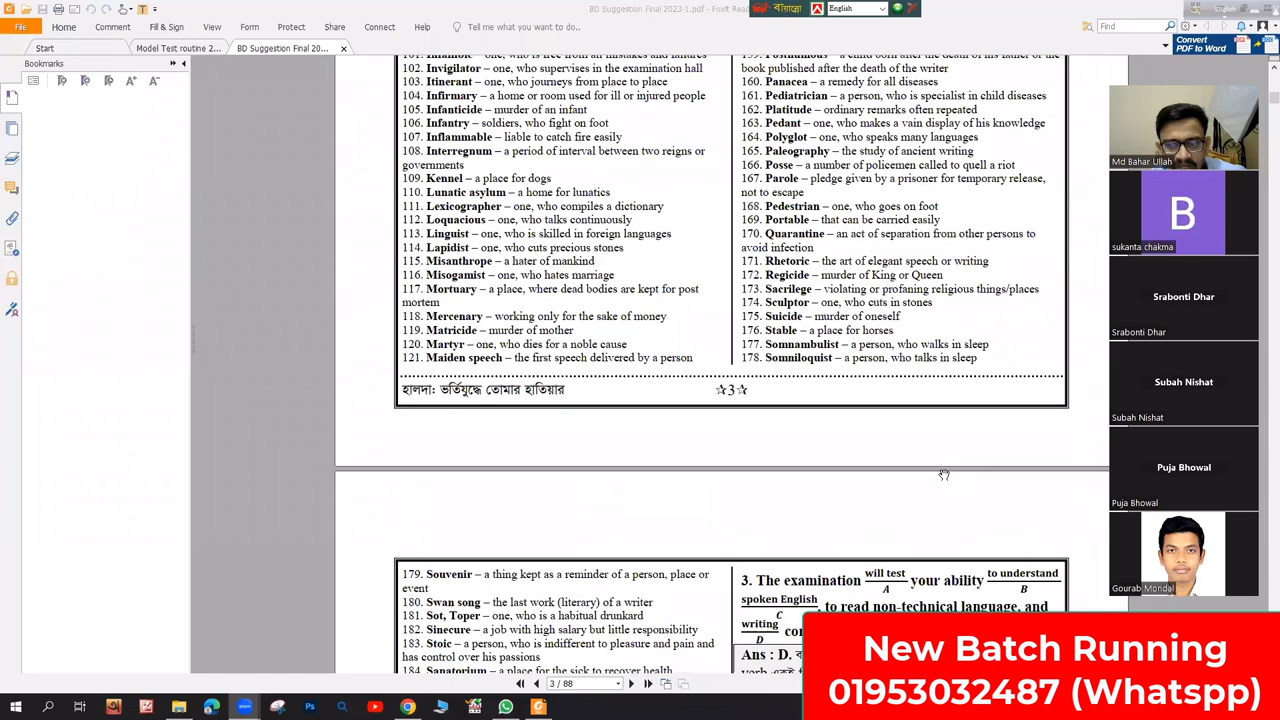 BD Suggestion Final 2023-1.pdf - Foxit Read
English
File
Home
Comment
Fill & Sign
Form
Protect
Share
Connect
Help
Tell me what you want to do..
Find
Start
Model Test routine 2...
BD Suggestion Final 20...
Convert
PDF to Word
Bookmarks
102. Invigilator – one, who supervises in the examination hall
103. Itinerant – one, who journeys from place to place
104. Infirmary – a home or room used for ill or injured people
105. Infanticide – murder of an infant
106. Infantry – soldiers, who fight on foot
107. Inflammable – liable to catch fire easily
108. Interregnum – a period of interval between two reigns or
governments
109. Kennel – a place for dogs
110. Lunatic asylum – a home for lunatics
111. Lexicographer – one, who compiles a dictionary
112. Loquacious – one, who talks continuously
113. Linguist – one, who is skilled in foreign languages
114. Lapidist – one, who cuts precious stones
115. Misanthrope – a hater of mankind
116. Misogamist – one, who hates marriage
117. Mortuary – a place, where dead bodies are kept for post
mortem
118. Mercenary – working only for the sake of money
119. Matricide – murder of mother
120. Martyr – one, who dies for a noble cause
121. Maiden speech – the first speech delivered by a person
book published after the death of the writer
160. Panacea – a remedy for all diseases
161. Pediatrician – a person, who is specialist in child diseases
162. Platitude – ordinary remarks often repeated
163. Pedant – one, who makes a vain display of his knowledge
164. Polyglot – one, who speaks many languages
165. Paleography – the study of ancient writing
166. Posse – a number of policemen called to quell a riot
167. Parole – pledge given by a prisoner for temporary release,
not to escape
168. Pedestrian – one, who goes on foot
169. Portable – that can be carried easily
170. Quarantine – an act of separation from other persons to
avoid infection
171. Rhetoric – the art of elegant speech or writing
172. Regicide – murder of King or Queen
173. Sacrilege – violating or profaning religious things/places
174. Sculptor – one, who cuts in stones
175. Suicide – murder of oneself
176. Stable – a place for horses
177. Somnambulist – a person, who walks in sleep
178. Somniloquist – a person, who talks in sleep
হালদা: ভর্তিযুদ্ধে তোমার হাতিয়ার
☆3☆
179. Souvenir – a thing kept as a reminder of a person, place or
event
180. Swan song – the last work (literary) of a writer
181. Sot, Toper – one, who is a habitual drunkard
182. Sinecure – a job with high salary but little responsibility
183. Stoic – a person, who is indifferent to pleasure and pain and
has control over his passions
184. Sanatorium – a place for the sick to recover health
3. The examination will test your ability to understand
A B
spoken English, to read non-technical language, and
C
writing
D
Ans : D.
Md Bahar Ullah
B
sukanta chakma
Srabonti Dhar
Srabonti Dhar
Subah Nishat
Subah Nishat
Puja Bhowal
Puja Bhowal
Gourab Mondal
3 / 88
New Batch Running
01953032487 (Whatspp)